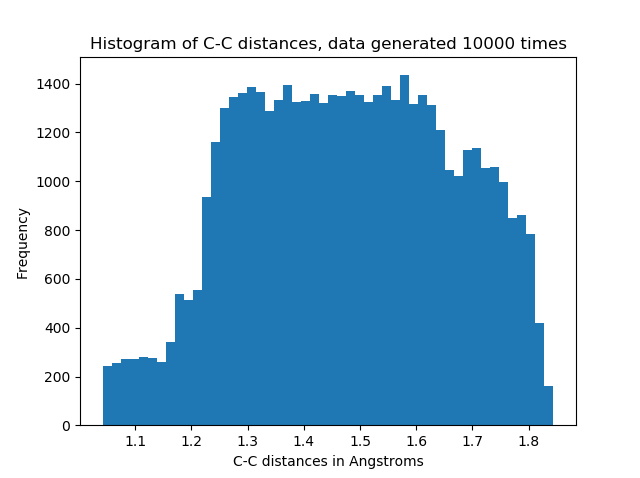 Histogram of C-C distances, data generated 10000 times
1400
1200
1000
800
600
400
200
0
Frequency
1.1 1.2 1.3 1.4 1.5 1.6 1.7 1.8
C-C distances in Angstroms